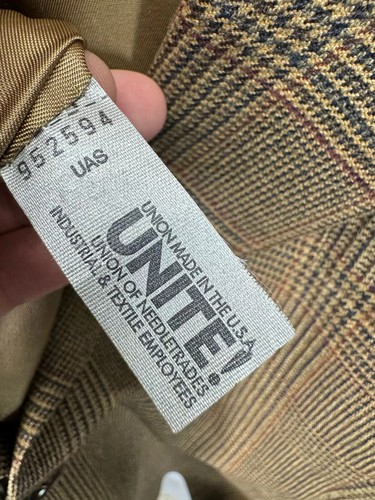 952594
UAS
UNION MADE IN THE U.S.A.
UNITE!
UNION OF NEEDLETRADES
INDUSTRIAL & TEXTILE EMPLOYEES